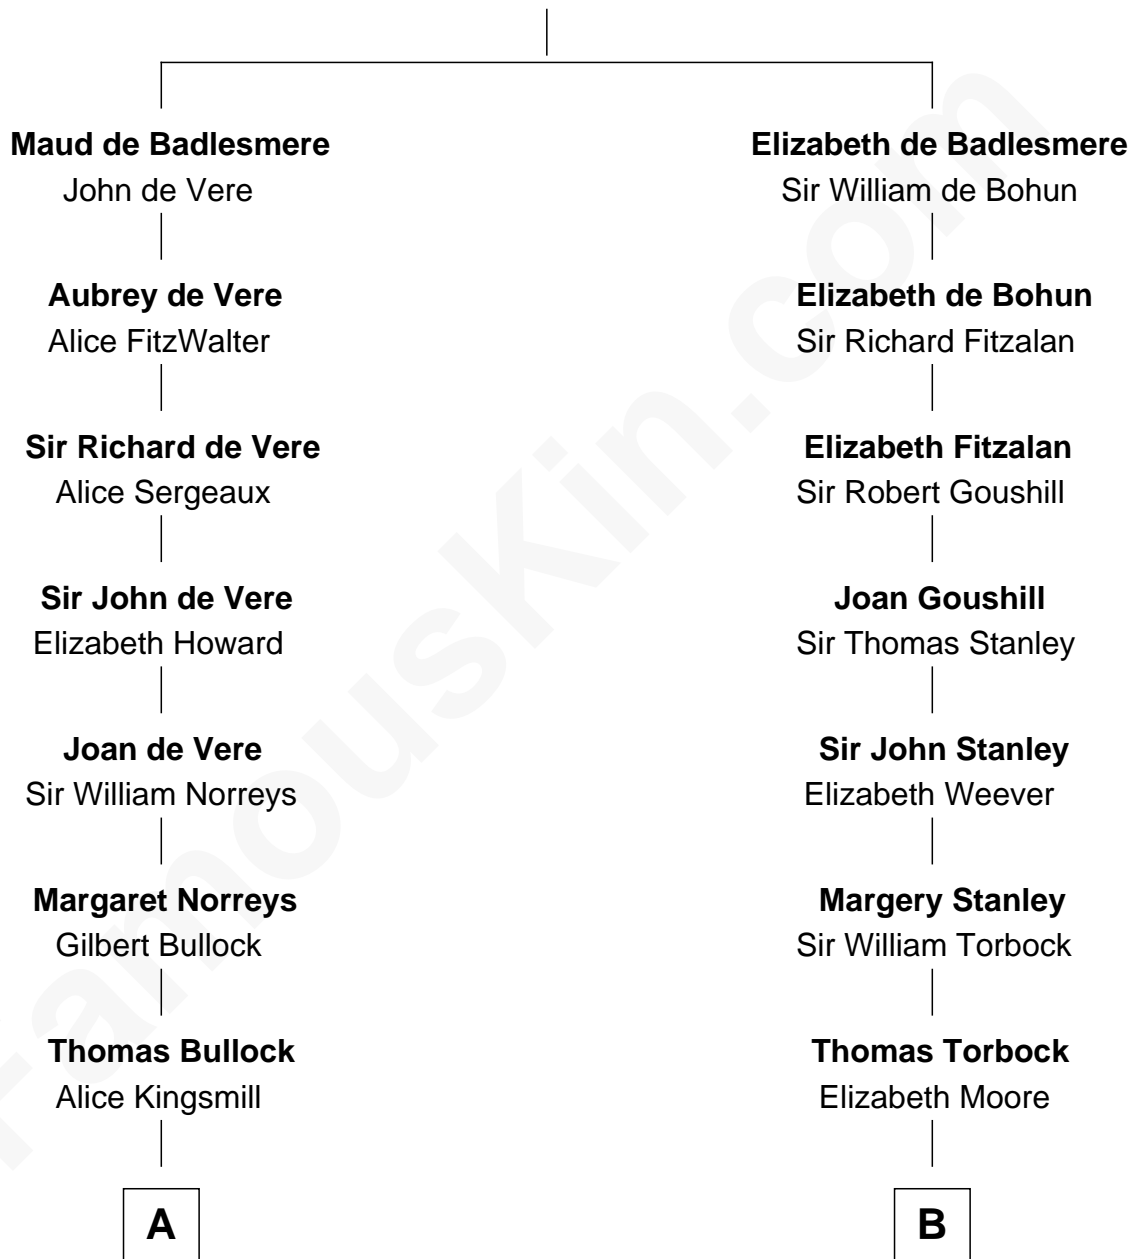 Maud de Badlesmere
John de Vere
Aubrey de Vere
Alice FitzWalter
Sir Richard de Vere
Alice Sergeaux
Sir John de Vere
Elizabeth Howard
Joan de Vere
Sir William Norreys
Margaret Norreys
Gilbert Bullock
Thomas Bullock
Alice Kingsmill
A
Elizabeth de Badlesmere
Sir William de Bohun
Elizabeth de Bohun
Sir Richard Fitzalan
Elizabeth Fitzalan
Sir Robert Goushill
Joan Goushill
Sir Thomas Stanley
Sir John Stanley
Elizabeth Weever
Margery Stanley
Sir William Torbock
Thomas Torbock
Elizabeth Moore
B
FamousKin.com